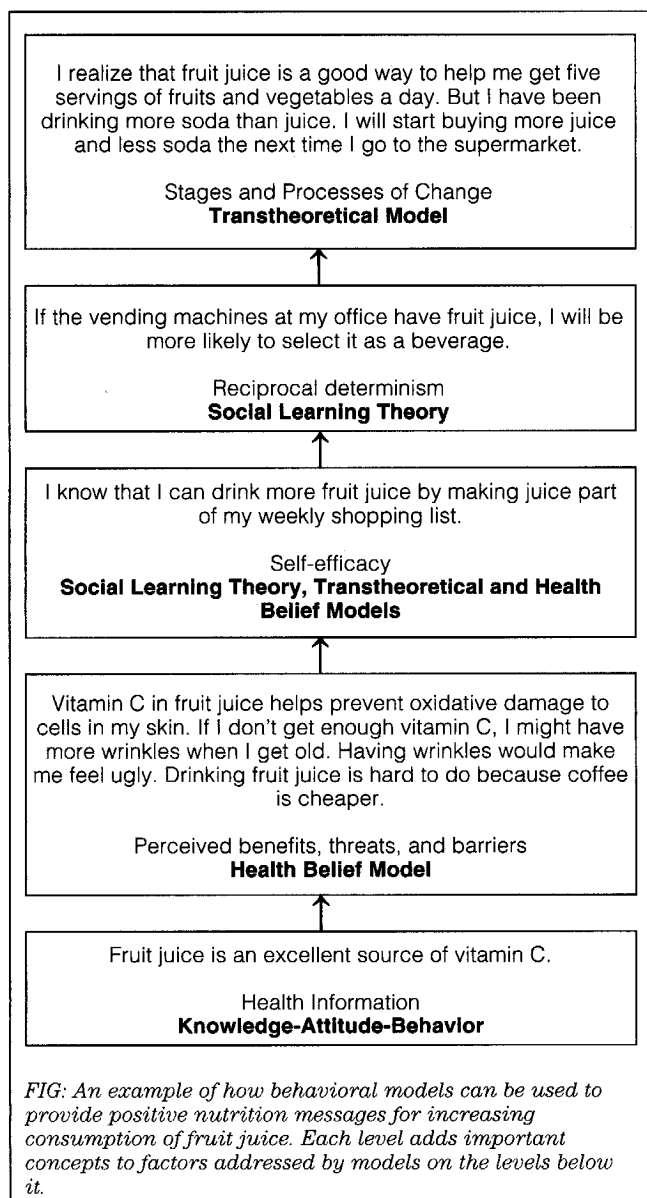 I realize that fruit juice is a good way to help me get five
servings of fruits and vegetables a day. But I have been
drinking more soda than juice. I will start buying more juice
and less soda the next time I go to the supermarket.
Stages and Processes of Change
Transtheoretical Model
If the vending machines at my office have fruit juice, I will be
more likely to select it as a beverage.
Reciprocal determinism
Social Learning Theory
I know that I can drink more fruit juice by making juice part
of my weekly shopping list.
Self-efficacy
Social Learning Theory, Transtheoretical and Health
Belief Models
Vitamin C in fruit juice helps prevent oxidative damage to
cells in my skin. If I don't get enough vitamin C, I might have
more wrinkles when I get old. Having wrinkles would make
me feel ugly. Drinking fruit juice is hard to do because coffee
is cheaper.
Perceived benefits, threats, and barriers
Health Belief Model
Fruit juice is an excellent source of vitamin C.
Health Information
Knowledge-Attitude-Behavior
FIG: An example of how behavioral models can be used to
provide positive nutrition messages for increasing
consumption of fruit juice. Each level adds important
concepts to factors addressed by models on the levels below
it.